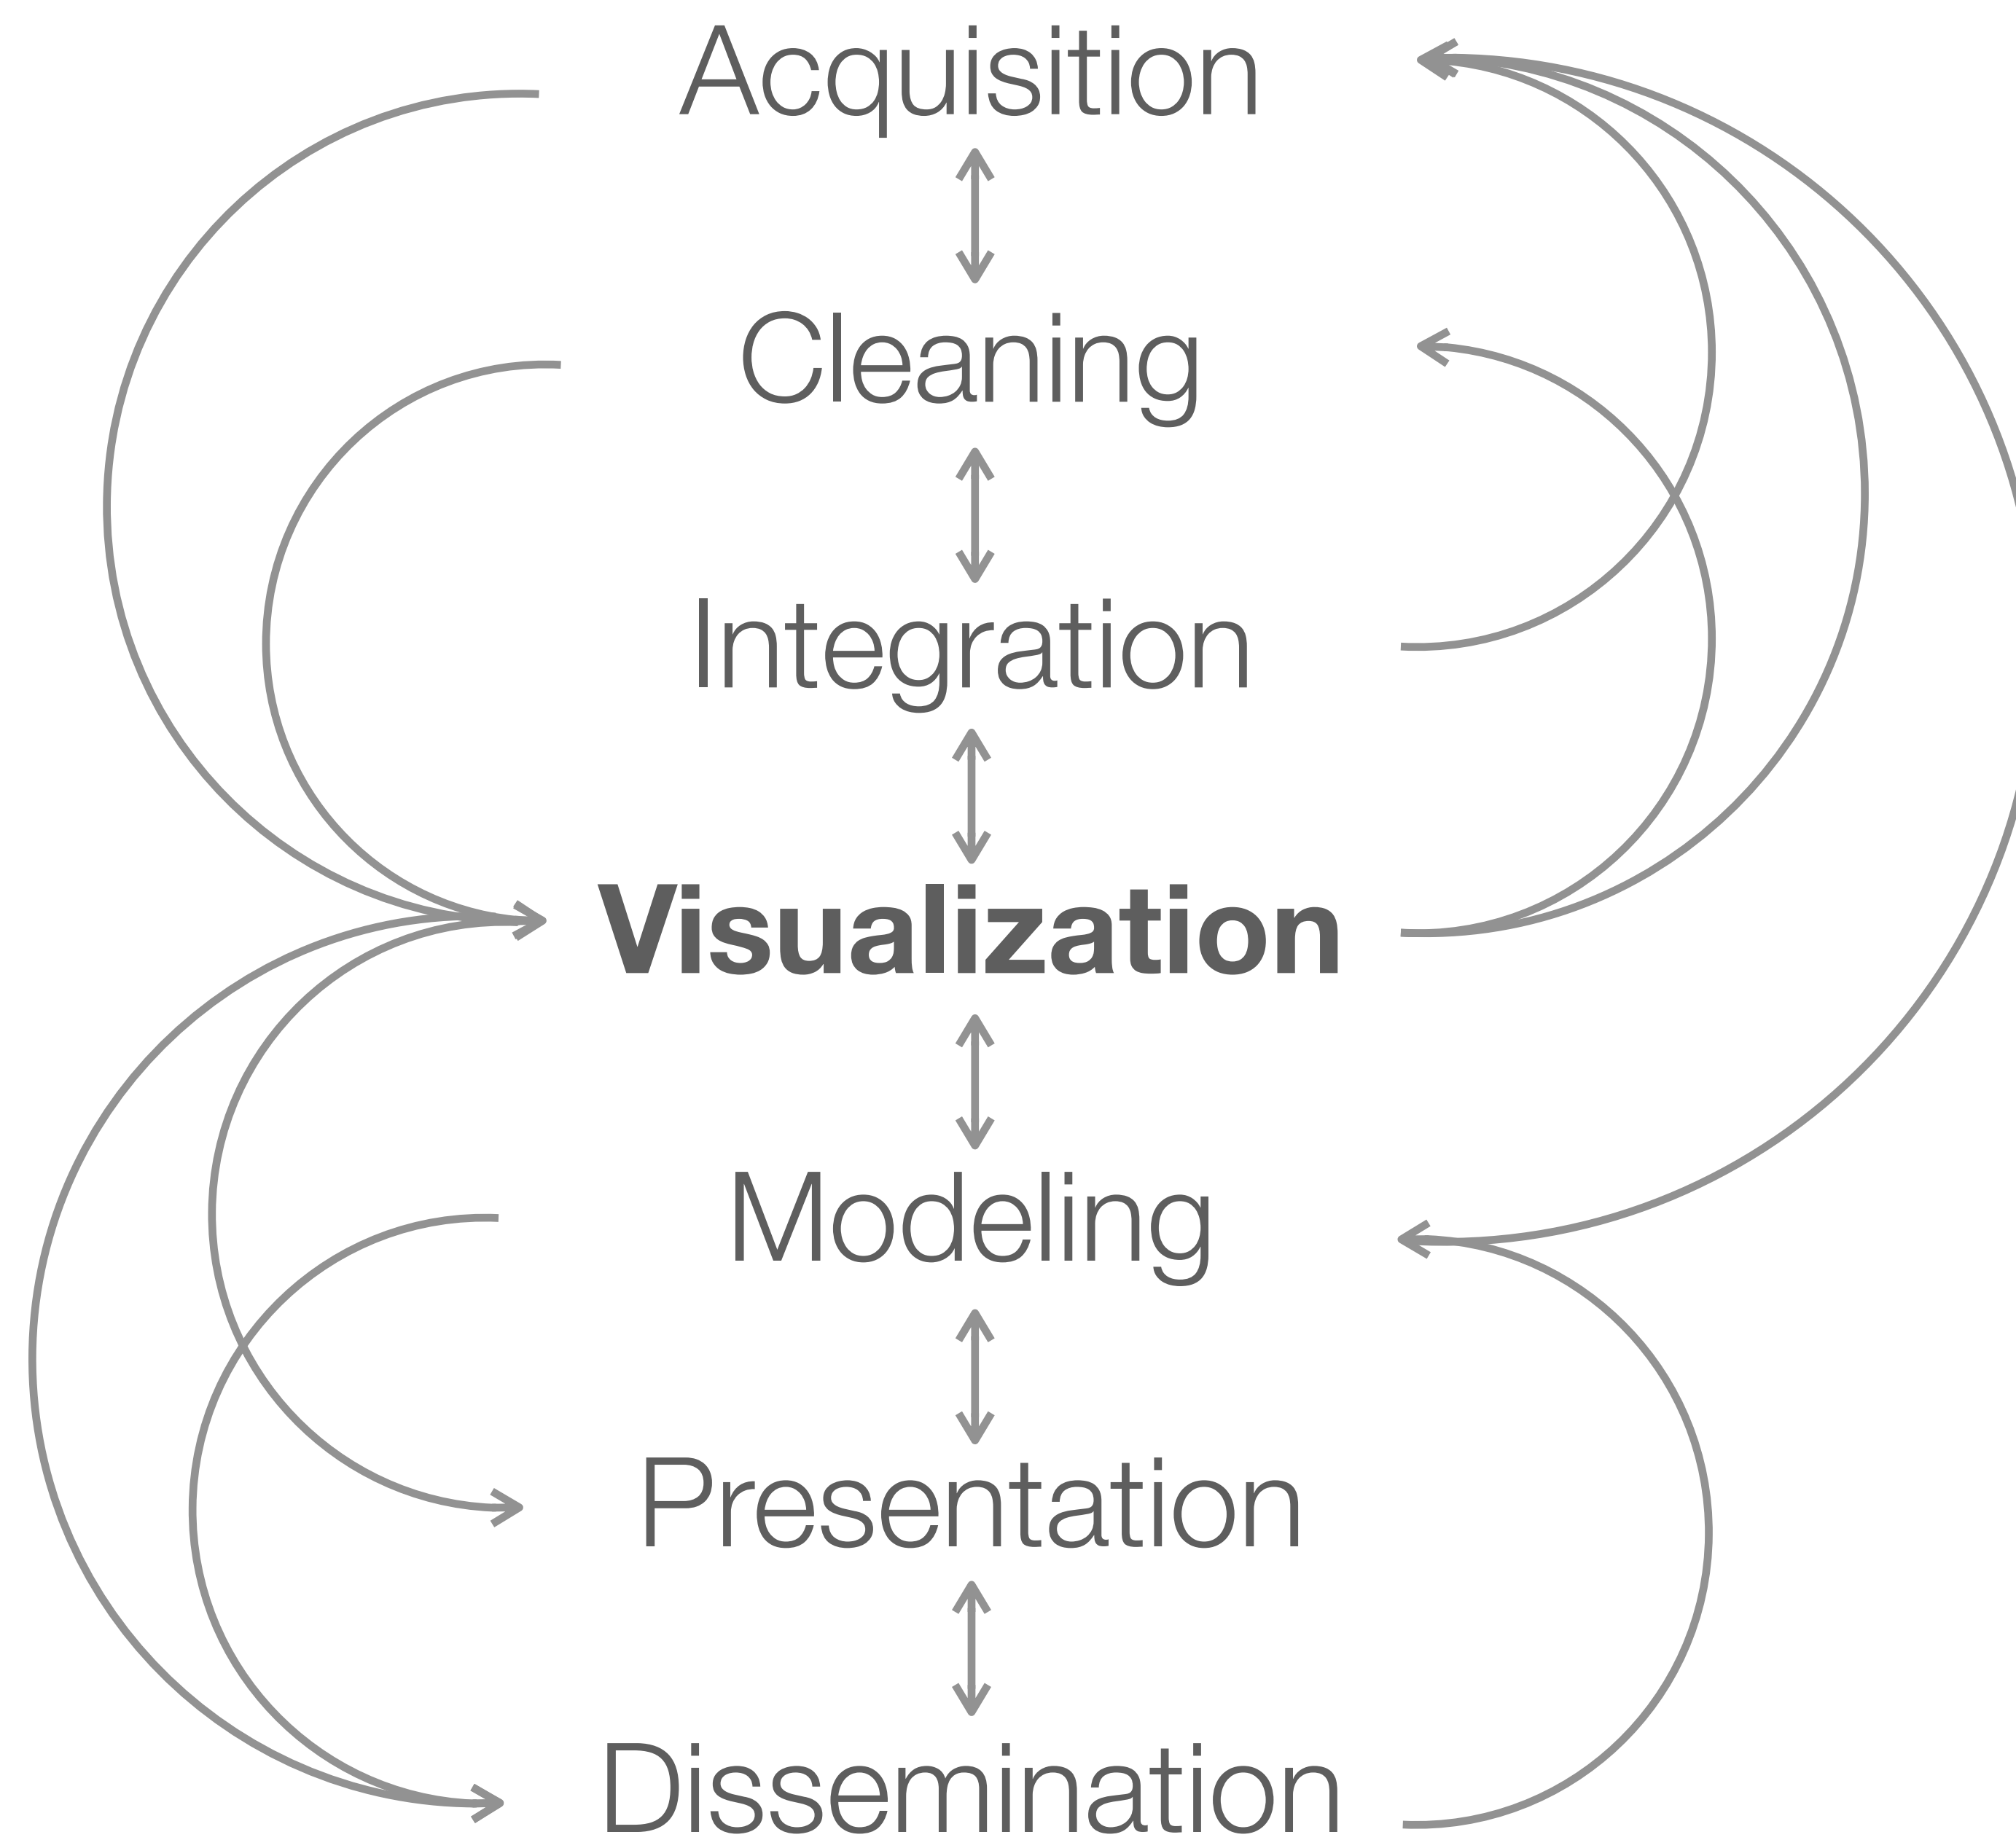 Acquisition
Cleaning
Integration
Visualization
Modeling
Presentation
Dissemination